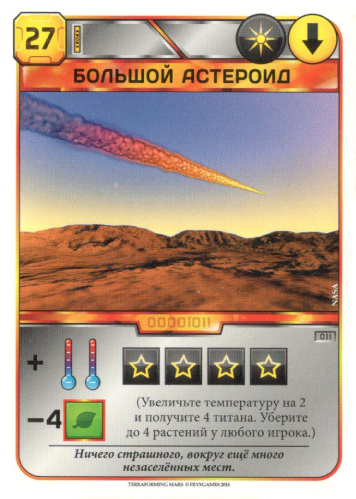 27
БОЛЬШОЙ АСТЕРОИД
NASA
00001011
011
+
-4
(Увеличьте температуру на 2
и получите 4 титана. Уберите
до 4 растений у любого игрока.)
Ничего страшного, вокруг ещё много
незаселённых мест.
TERRAFORMING MARS © FRYXGAMES 2016